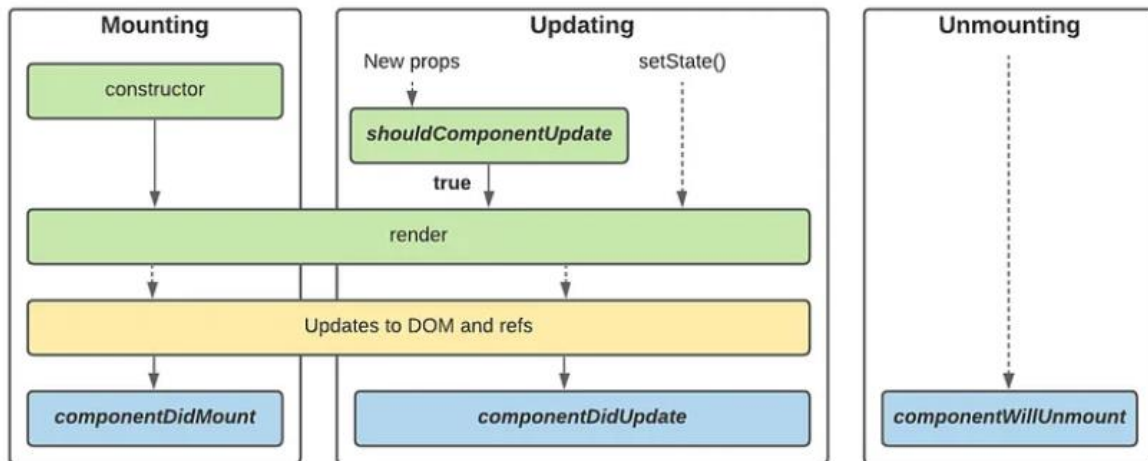 Mounting
Updating
Unmounting
New props
setState()
constructor
shouldComponentUpdate
true
render
Updates to DOM and refs
componentDidMount
componentDidUpdate
componentWillUnmount